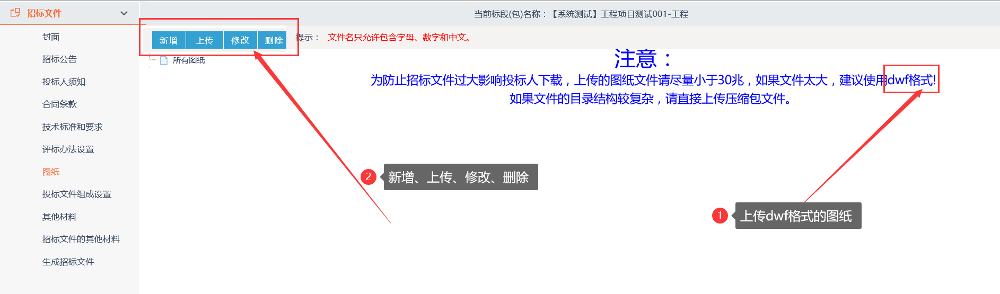 招标文件
当前标段(包)名称：【系统测试】工程项目测试001-工程
封面
招标公告
投标人须知
合同条款
技术标准和要求
评标办法设置
图纸
投标文件组成设置
其他材料
招标文件的其他材料
生成招标文件
新增 上传 修改 删除 提示： 文件名只允许包含字母、数字和中文。
所有图纸
注意：
为防止招标文件过大影响投标人下载，上传的图纸文件请尽量小于30兆，如果文件太大，建议使用dwf格式!
如果文件的目录结构较复杂，请直接上传压缩包文件。
2 新增、上传、修改、删除
1 上传dwf格式的图纸